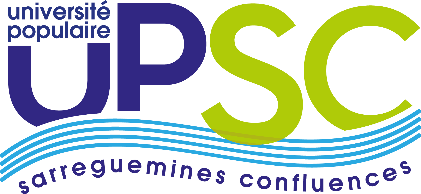 université
populaire
UPSC
sarreguemines confluences